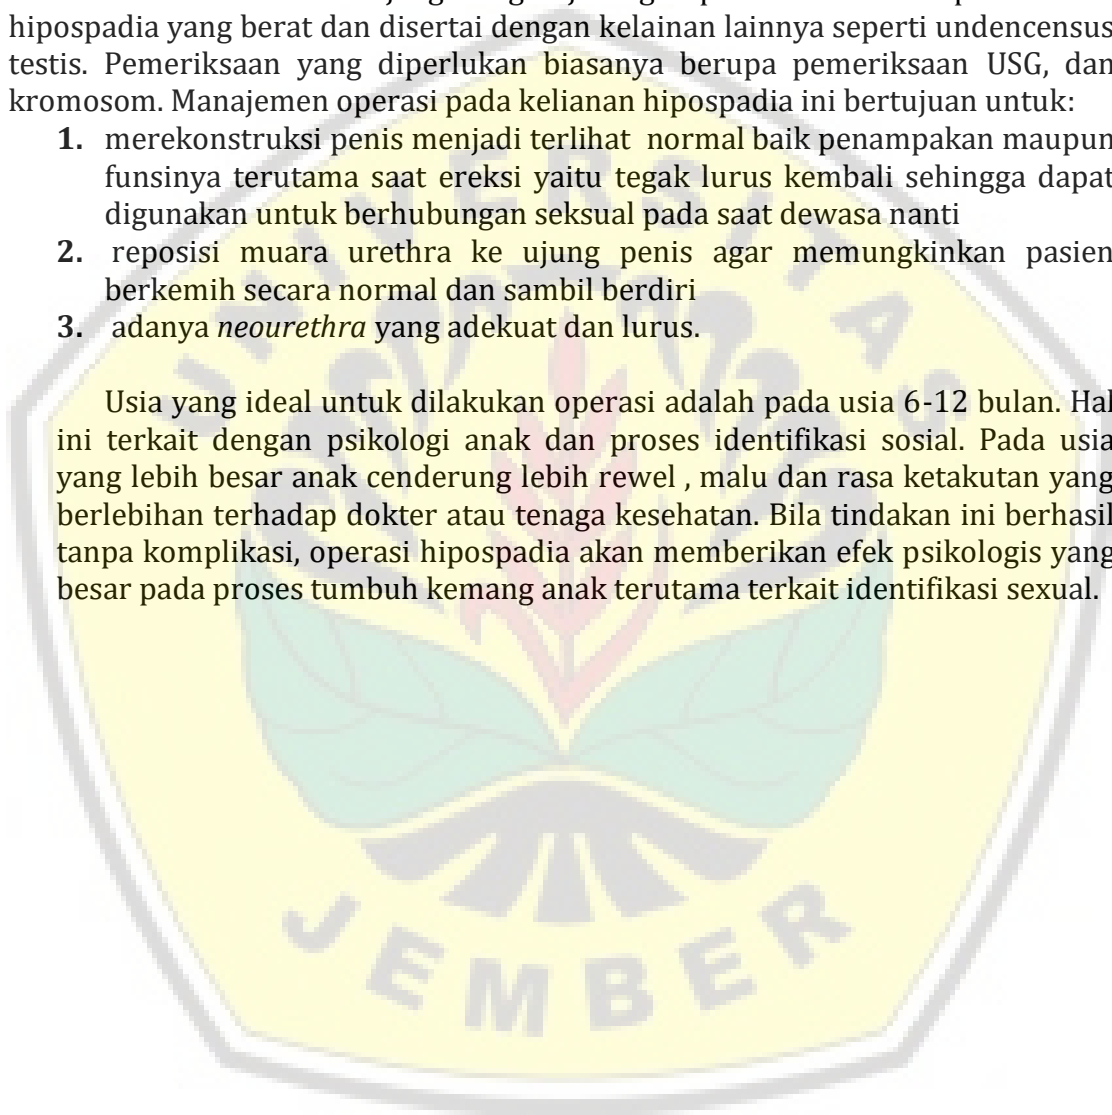 hipospadia yang berat dan disertai dengan kelainan lainnya seperti undencensus
testis. Pemeriksaan yang diperlukan biasanya berupa pemeriksaan USG, dan
kromosom. Manajemen operasi pada kelianan hipospadia ini bertujuan untuk:
1. merekonstruksi penis menjadi terlihat normal baik penampakan maupun
funsinya terutama saat ereksi yaitu tegak lurus kembali sehingga dapat
digunakan untuk berhubungan seksual pada saat dewasa nanti
2. reposisi muara urethra ke ujung penis agar memungkinkan pasien
berkemih secara normal dan sambil berdiri
3. adanya neourethra yang adekuat dan lurus.
Usia yang ideal untuk dilakukan operasi adalah pada usia 6-12 bulan. Hal
ini terkait dengan psikologi anak dan proses identifikasi sosial. Pada usia
yang lebih besar anak cenderung lebih rewel , malu dan rasa ketakutan yang
berlebihan terhadap dokter atau tenaga kesehatan. Bila tindakan ini berhasil
tanpa komplikasi, operasi hipospadia akan memberikan efek psikologis yang
besar pada proses tumbuh kemang anak terutama terkait identifikasi sexual.
UNIVERSITAS
JEMBER